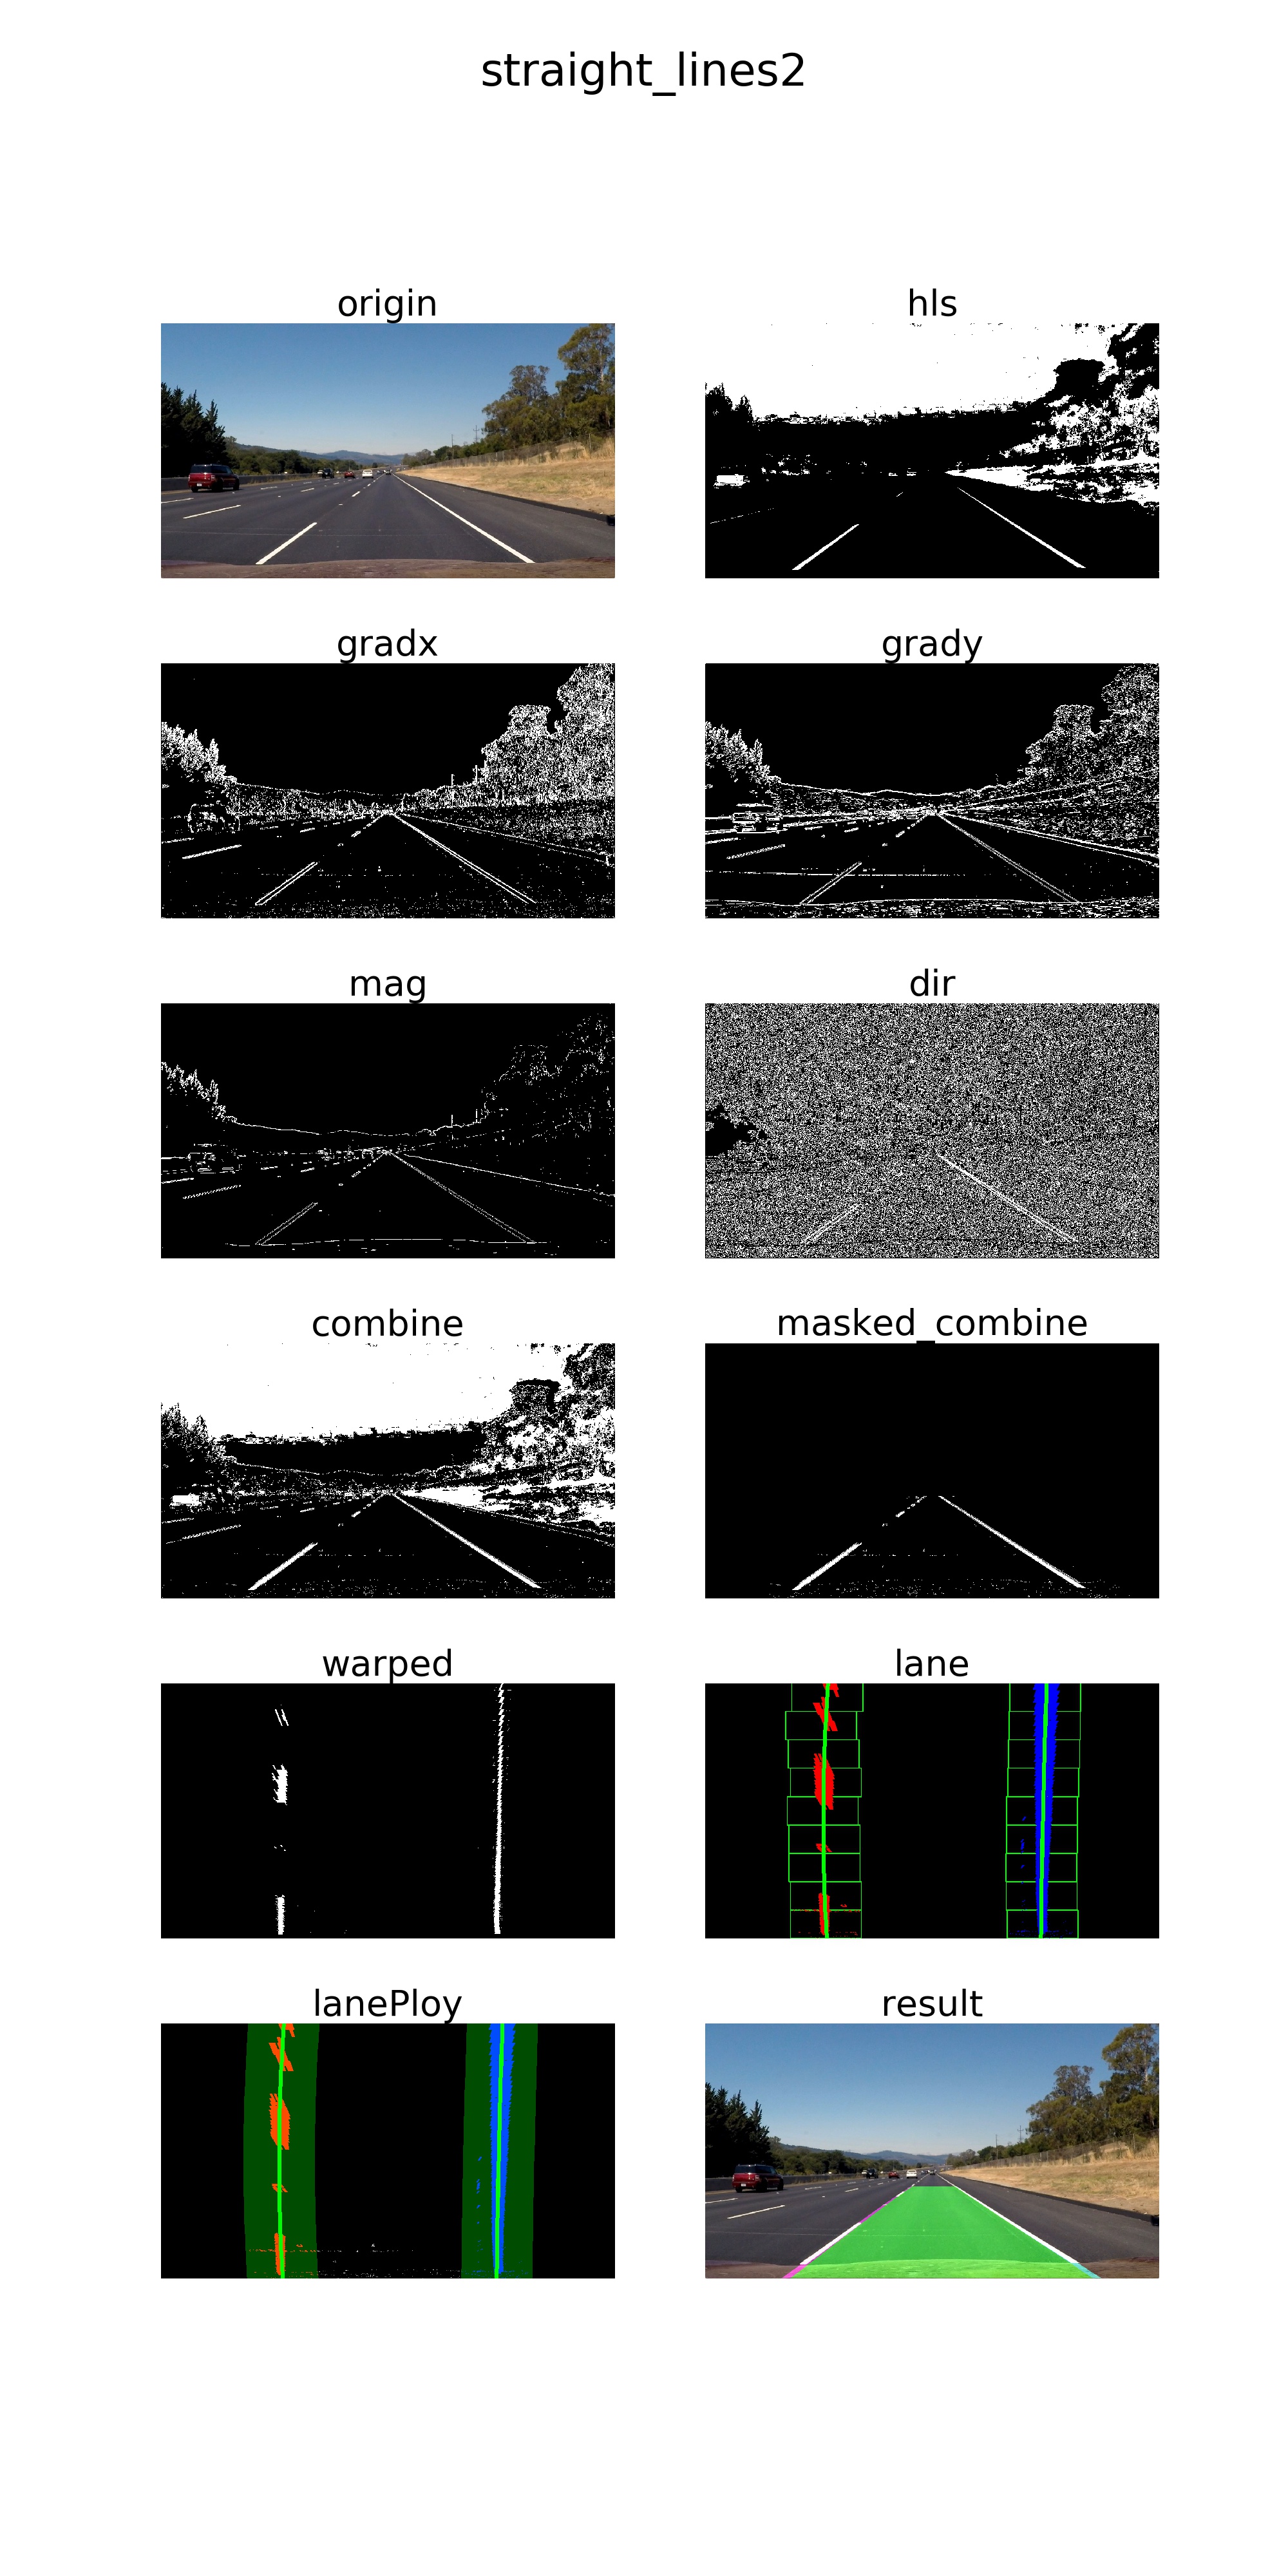 straight_lines2
origin
hls
gradx
grady
mag
dir
combine
masked_combine
warped
lane
lanePloy
result